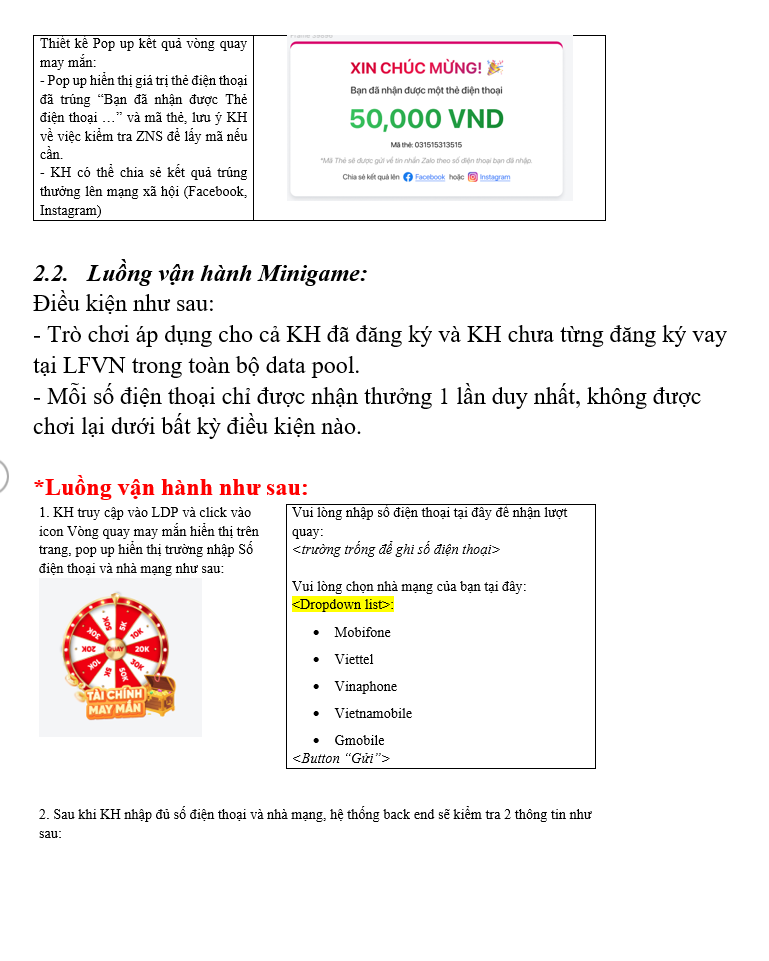 Thiết kế Pop up kết quả vòng quay
may mắn:
- Pop up hiển thị giá trị thẻ điện thoại
đã trúng “Bạn đã nhận được Thẻ
điện thoại …” và mã thẻ, lưu ý KH
về việc kiểm tra ZNS để lấy mã nếu
cần.
- KH có thể chia sẻ kết quả trúng
thưởng lên mạng xã hội (Facebook,
Instagram)
XIN CHÚC MỪNG! 🎉
Bạn đã nhận được một thẻ điện thoại
50,000 VND
Mã thẻ: 031515313515
*Mã Thẻ sẽ được gửi về tin nhắn Zalo theo số điện thoại bạn đã nhập.
Chia sẻ kết quả lên Facebook hoặc Instagram
2.2. Luồng vận hành Minigame:
Điều kiện như sau:
- Trò chơi áp dụng cho cả KH đã đăng ký và KH chưa từng đăng ký vay
tại LFVN trong toàn bộ data pool.
- Mỗi số điện thoại chỉ được nhận thưởng 1 lần duy nhất, không được
chơi lại dưới bất kỳ điều kiện nào.
*Luồng vận hành như sau:
1. KH truy cập vào LDP và click vào
icon Vòng quay may mắn hiển thị trên
trang, pop up hiển thị trường nhập Số
điện thoại và nhà mạng như sau:
5K
10K
20K
50K
5K
10K
20K
50K
QUAY
TÀI CHÍNH
MAY MẮN
Vui lòng nhập số điện thoại tại đây để nhận lượt
quay:
<trường trống để ghi số điện thoại>
Vui lòng chọn nhà mạng của bạn tại đây:
<Dropdown list>:
• Mobifone
• Viettel
• Vinaphone
• Vietnamobile
• Gmobile
<Button “Gửi”>
2. Sau khi KH nhập đủ số điện thoại và nhà mạng, hệ thống back end sẽ kiểm tra 2 thông tin như
sau: